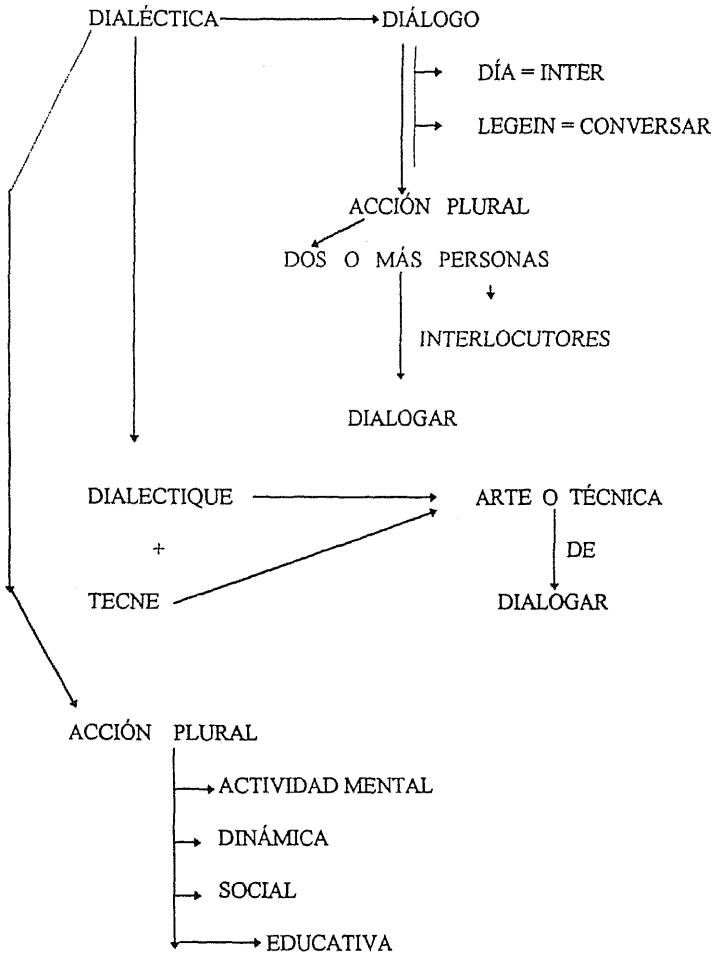 DIALÉCTICA DIÁLOGO
DÍA = INTER
LEGEIN = CONVERSAR
ACCIÓN PLURAL
DOS O MÁS PERSONAS
INTERLOCUTORES
DIALOGAR
DIALECTIQUE ARTE O TÉCNICA
+ DE
TECNE DIALOGAR
ACCIÓN PLURAL
ACTIVIDAD MENTAL
DINÁMICA
SOCIAL
EDUCATIVA